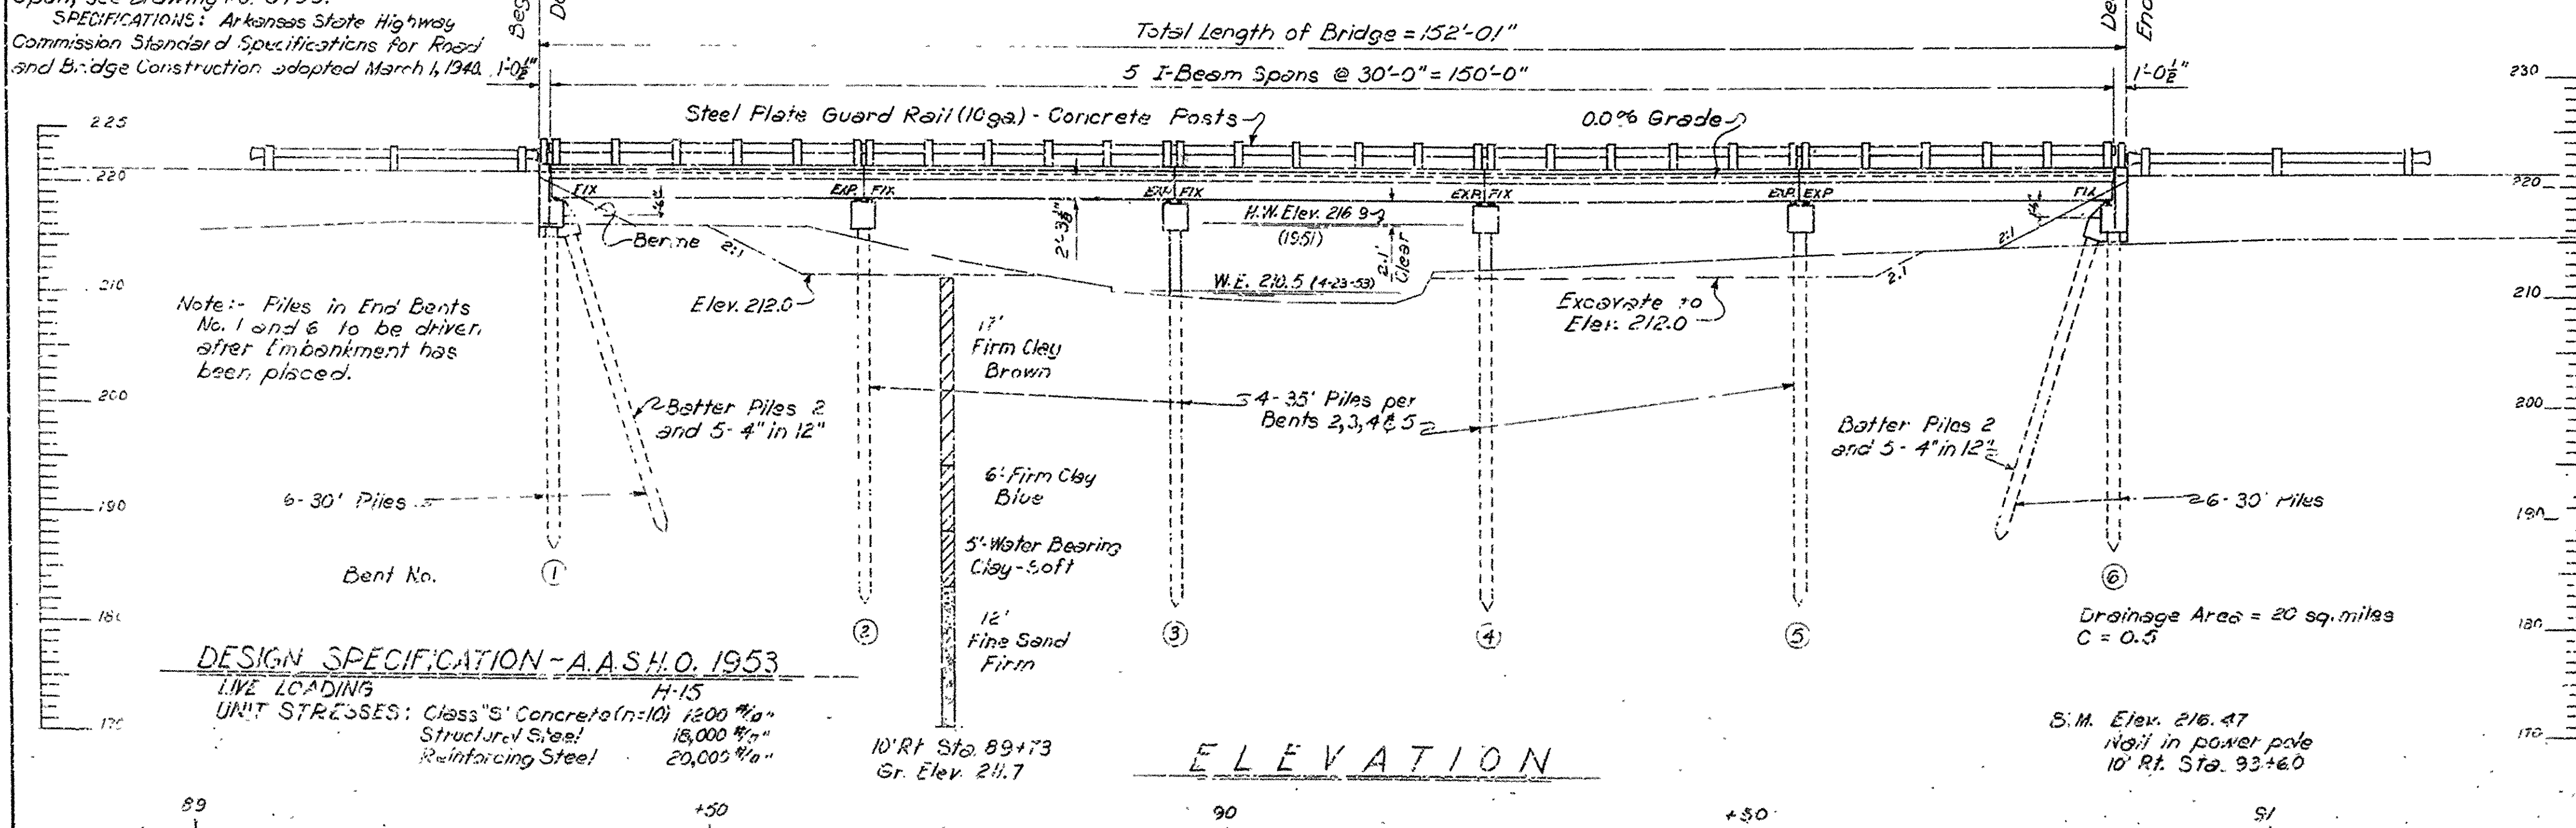 Span, see Drawing No.
SPECIFICATIONS: Arkansas State Highway
Commission Standard Specifications for Road
and Bridge Construction adopted March 1, 1940.
Beg
De
End
Total Length of Bridge = 152'-01"
1'-0½"
5 I-Beam Spans @ 30'-0" = 150'-0"
1'-0½"
230
225
Steel Plate Guard Rail (10ga.) - Concrete Posts
0.0% Grade
220
220
FIX
EXP. FIX
EXP. FIX
EXP. FIX
EXP. EXP
FIX
Berme
2:1
2'-3⅛"
H.W. Elev. 216.9
(1951)
2.1' Clear
2:1
2:1
W.E. 210.5 (4-23-53)
210
210
Elev. 212.0
Excavate to
Elev. 212.0
Note:- Piles in End Bents
No. 1 and 6 to be driven
after Embankment has
been placed.
17'
Firm Clay
Brown
200
200
Batter Piles 2
and 5 - 4" in 12"
4-35' Piles per
Bents 2, 3, 4 & 5
Batter Piles 2
and 5 - 4" in 12"
6-30' Piles
6'-Firm Clay
Blue
6-30' Piles
190
190
5'-Water Bearing
Clay-Soft
Bent No.
1
2
3
4
5
6
180
180
12'
Fine Sand
Firm
Drainage Area = 20 sq. miles
C = 0.5
DESIGN SPECIFICATION - A.A.S.H.O. 1953
LIVE LOADING H-15
UNIT STRESSES: Class "S" Concrete (n=10) 1200 #/□"
Structural Steel 18,000 #/□"
Reinforcing Steel 20,000 #/□"
170
170
10' Rt. Sta. 89+73
Gr. Elev. 211.7
ELEVATION
B.M. Elev. 216.47
Nail in power pole
10' Rt. Sta. 93+60
89
+50
90
+50
91